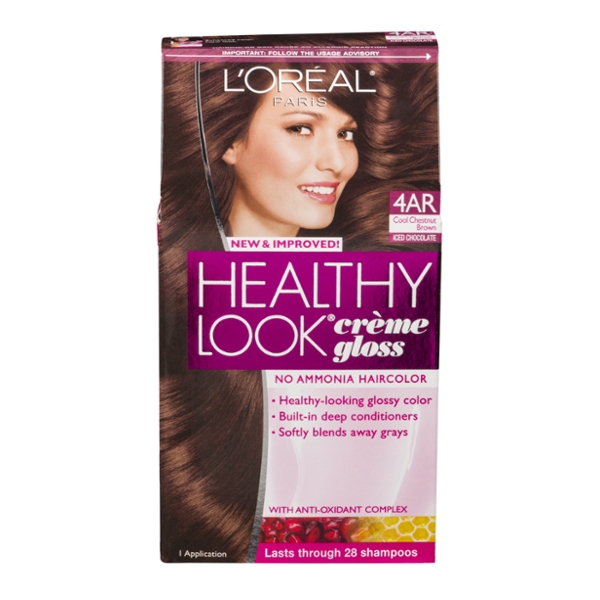 IMPORTANT: FOLLOW THE USAGE ADVISORY
L'ORÉAL
PARIS
4AR
Cool Chestnut
Brown
ICED CHOCOLATE
NEW & IMPROVED!
HEALTHY
LOOK® crème
gloss
NO AMMONIA HAIRCOLOR
• Healthy-looking glossy color
• Built-in deep conditioners
• Softly blends away grays
WITH ANTI-OXIDANT COMPLEX
1 Application
Lasts through 28 shampoos